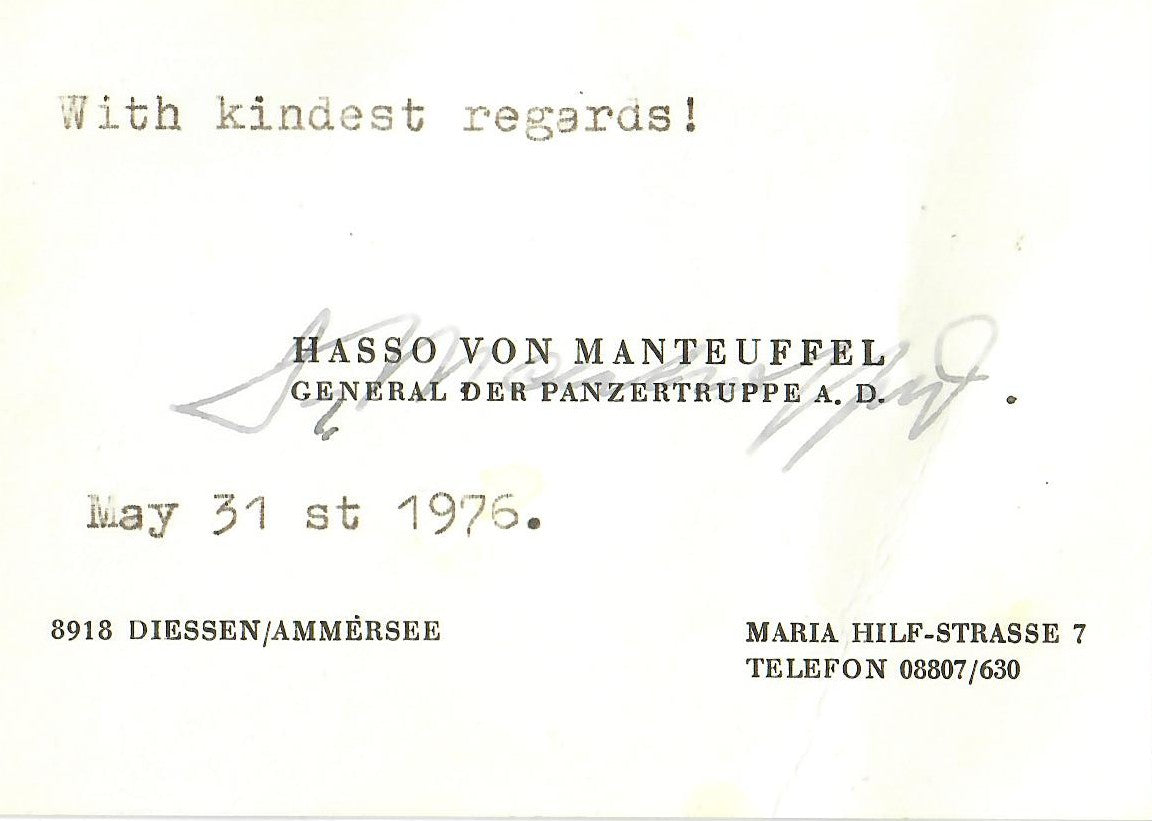 With kindest regards!
HASSO VON MANTEUFFEL
GENERAL DER PANZERTRUPPE A. D.
May 31 st 1976.
8918 DIESSEN/AMMERSEE
MARIA HILF-STRASSE 7
TELEFON 08807/630